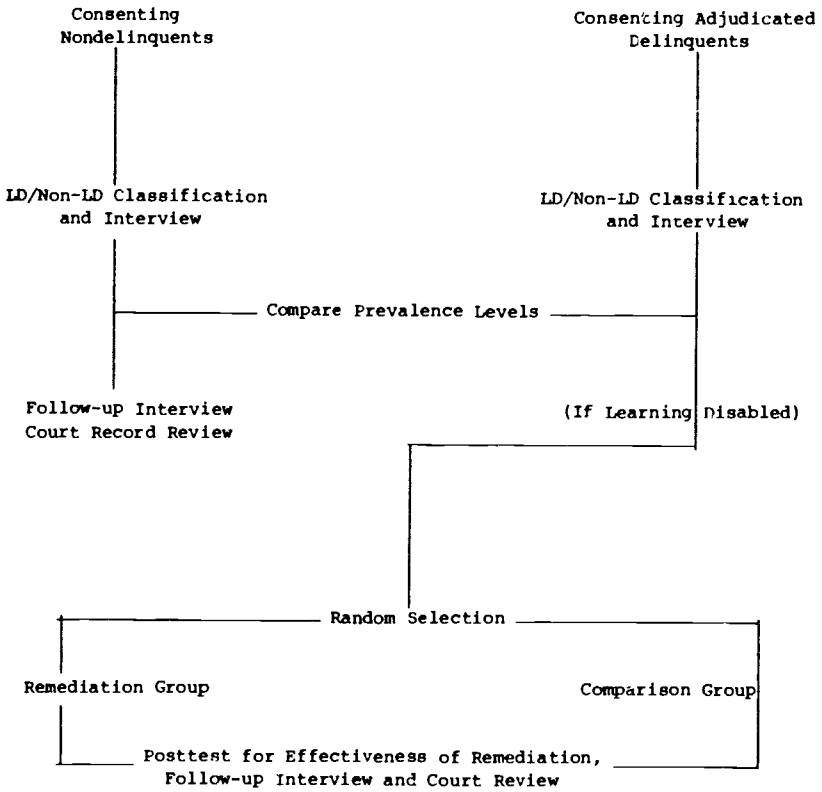 Consenting
Nondelinquents
Consenting Adjudicated
Delinquents
LD/Non-LD Classification
and Interview
LD/Non-LD Classification
and Interview
Compare Prevalence Levels
Follow-up Interview
Court Record Review
(If Learning Disabled)
Random Selection
Remediation Group
Comparison Group
Posttest for Effectiveness of Remediation,
Follow-up Interview and Court Review